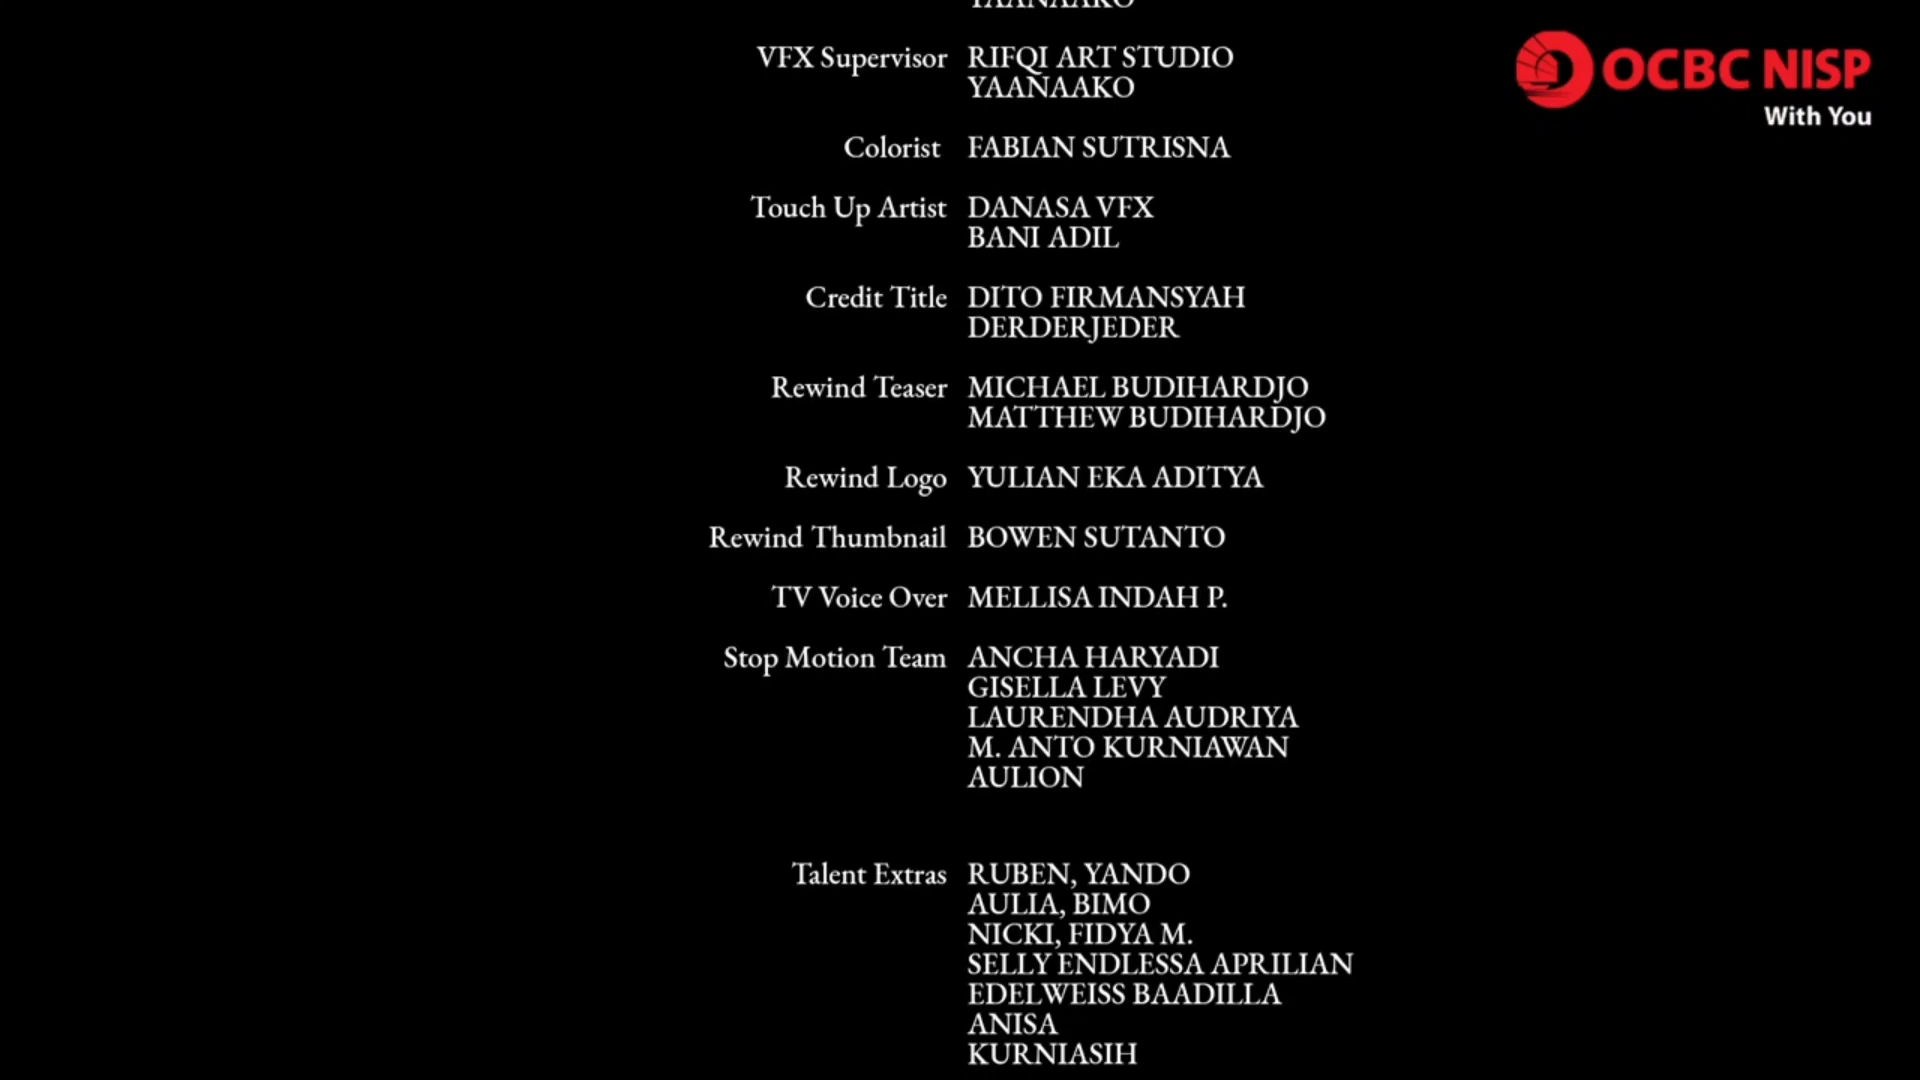 YAANAAKO
VFX Supervisor RIFQI ART STUDIO
YAANAAKO
Colorist FABIAN SUTRISNA
Touch Up Artist DANASA VFX
BANI ADIL
Credit Title DITO FIRMANSYAH
DERDERJEDER
Rewind Teaser MICHAEL BUDIHARDJO
MATTHEW BUDIHARDJO
Rewind Logo YULIAN EKA ADITYA
Rewind Thumbnail BOWEN SUTANTO
TV Voice Over MELLISA INDAH P.
Stop Motion Team ANCHA HARYADI
GISELLA LEVY
LAURENDHA AUDRIYA
M. ANTO KURNIAWAN
AULION
Talent Extras RUBEN, YANDO
AULIA, BIMO
NICKI, FIDYA M.
SELLY ENDLESSA APRILIAN
EDELWEISS BAADILLA
ANISA
KURNIASIH
OCBC NISP
With You